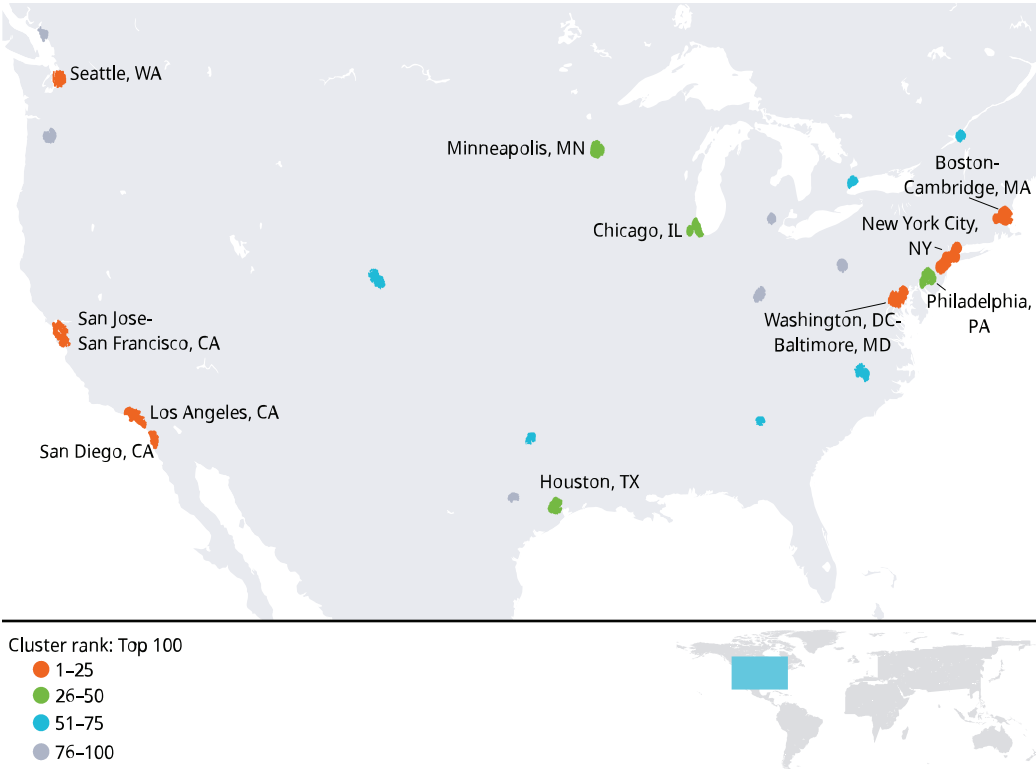 Seattle, WA
Minneapolis, MN
Boston-
Cambridge, MA
New York City,
NY
Chicago, IL
Philadelphia,
PA
Washington, DC-
Baltimore, MD
San Jose-
San Francisco, CA
Los Angeles, CA
San Diego, CA
Houston, TX
Cluster rank: Top 100
1–25
26–50
51–75
76–100